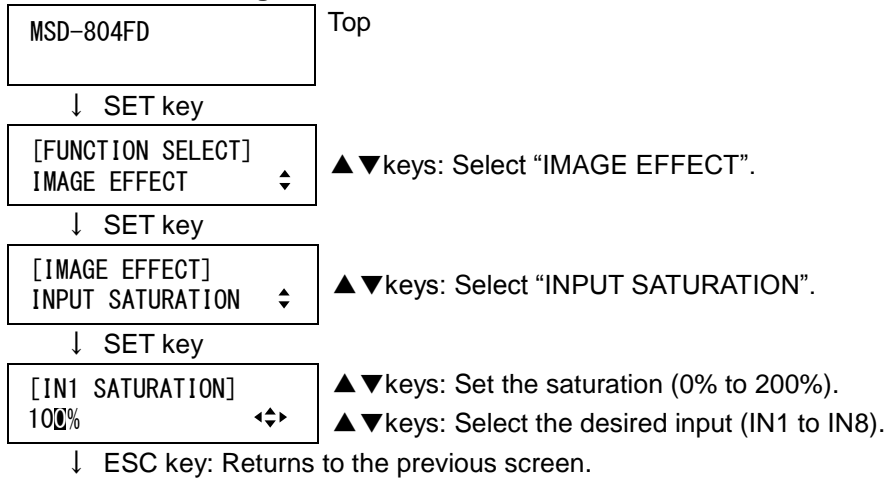 MSD-804FD Top
↓ SET key
[FUNCTION SELECT]
IMAGE EFFECT ▲▼keys: Select “IMAGE EFFECT”.
↓ SET key
[IMAGE EFFECT]
INPUT SATURATION ▲▼keys: Select “INPUT SATURATION”.
↓ SET key
[IN1 SATURATION] ▲▼keys: Set the saturation (0% to 200%).
100% ▲▼keys: Select the desired input (IN1 to IN8).
↓ ESC key: Returns to the previous screen.